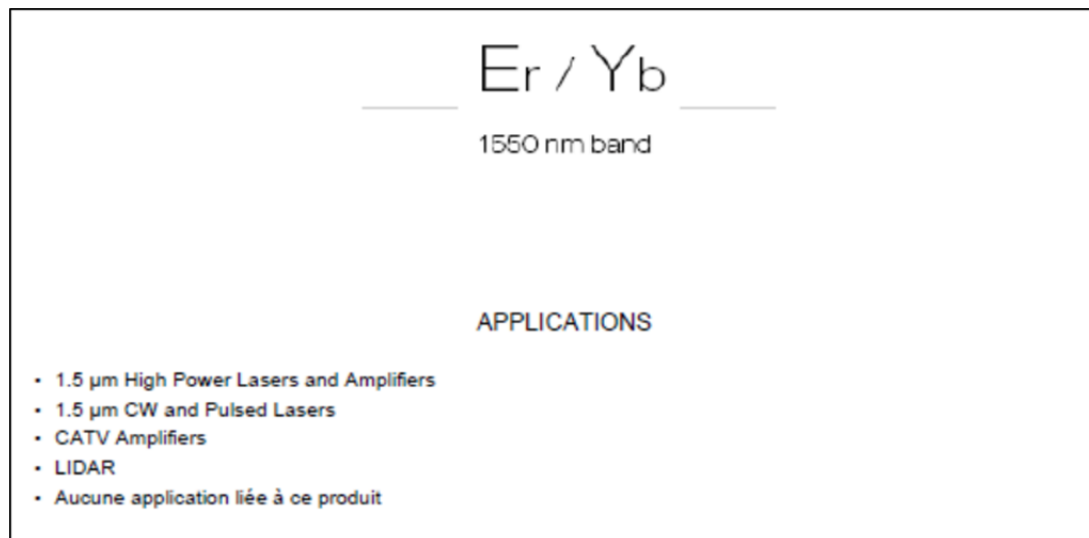 Er / Yb
1550 nm band
APPLICATIONS
• 1.5 µm High Power Lasers and Amplifiers
• 1.5 µm CW and Pulsed Lasers
• CATV Amplifiers
• LIDAR
• Aucune application liée à ce produit